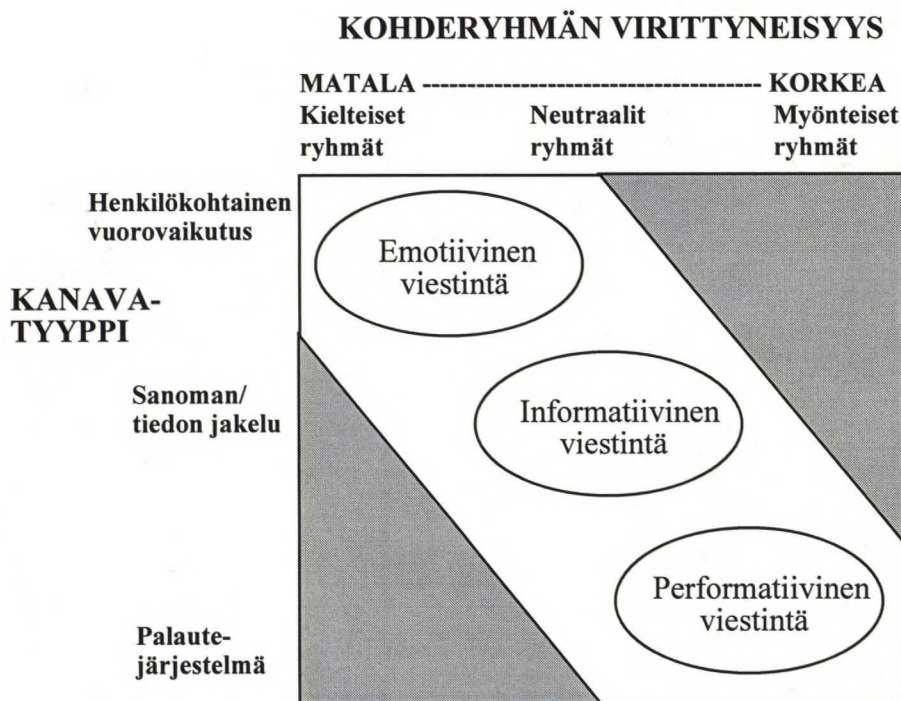 KOHDERYHMÄN VIRITTYNEISYYS
MATALA ------------------------------------- KORKEA
Kielteiset ryhmät
Neutraalit ryhmät
Myönteiset ryhmät
Henkilökohtainen
vuorovaikutus
Emotiivinen
viestintä
KANAVA-
TYYPPI
Sanoman/
tiedon jakelu
Informatiivinen
viestintä
Performatiivinen
viestintä
Palaute-
järjestelmä